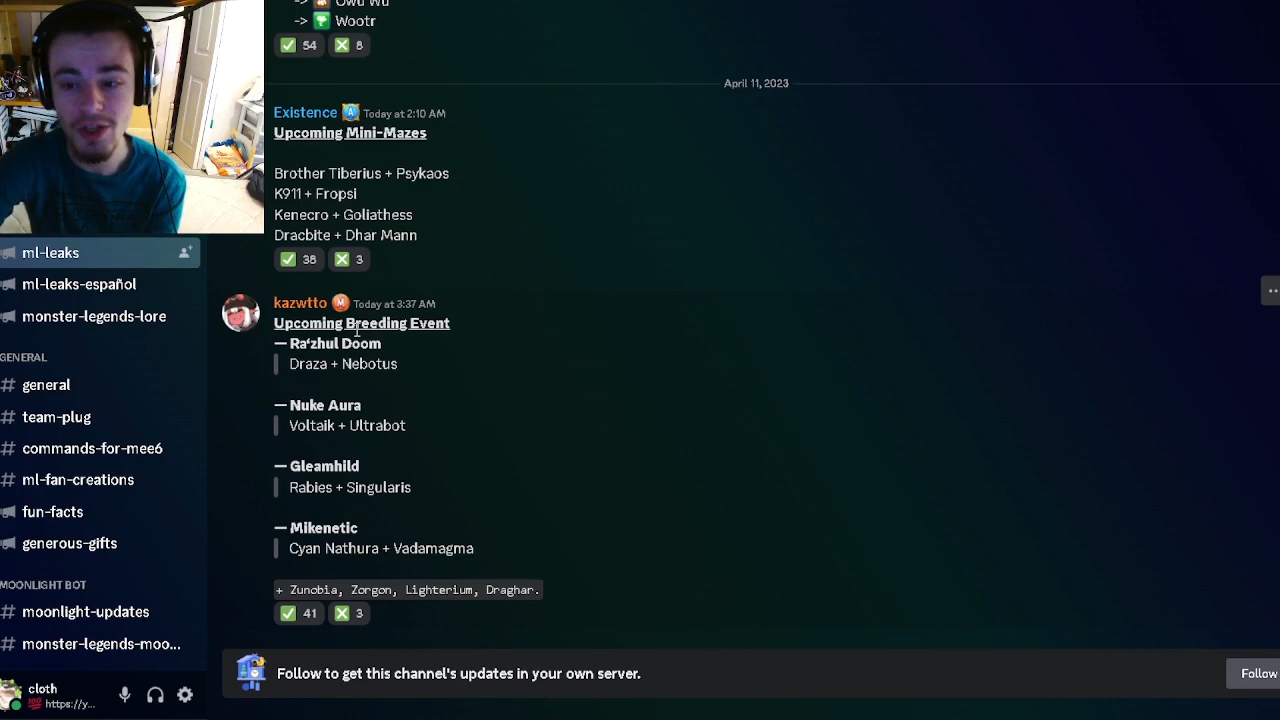 -> Owu Wu
-> Wootr
54 8
April 11, 2023
Existence Today at 2:10 AM
Upcoming Mini-Mazes
Brother Tiberius + Psykaos
K911 + Fropsi
Kenecro + Goliathess
Dracbite + Dhar Mann
38 3
kazwtto M Today at 3:37 AM
Upcoming Breeding Event
— Ra'zhul Doom
Draza + Nebotus
— Nuke Aura
Voltaik + Ultrabot
— Gleamhild
Rabies + Singularis
— Mikenetic
Cyan Nathura + Vadamagma
+ Zunobia, Zorgon, Lighterium, Draghar.
41 3
Follow to get this channel's updates in your own server.
Follow
ml-leaks
ml-leaks-español
monster-legends-lore
GENERAL
# general
# team-plug
# commands-for-mee6
# ml-fan-creations
fun-facts
generous-gifts
MOONLIGHT BOT
# moonlight-updates
# monster-legends-moo...
cloth
💯 https://y...